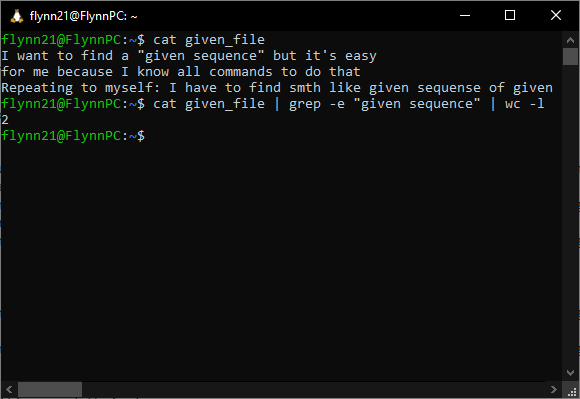 flynn21@FlynnPC: ~
flynn21@FlynnPC:~$ cat given_file
I want to find a "given sequence" but it's easy
for me because I know all commands to do that
Repeating to myself: I have to find smth like given sequense of given
flynn21@FlynnPC:~$ cat given_file | grep -e "given sequence" | wc -l
2
flynn21@FlynnPC:~$